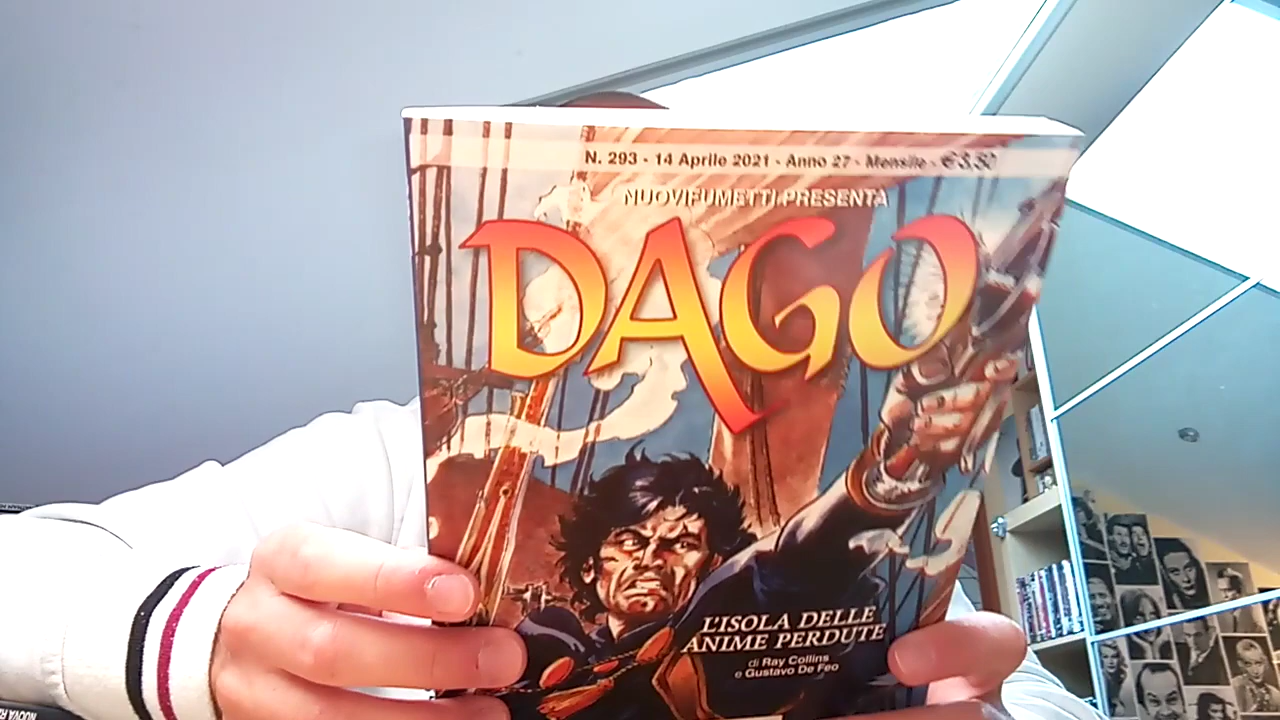 N. 293 - 14 Aprile 2021 - Anno 27 - Mensile - € 3,80
NUOVIFUMETTI PRESENTA
DAGO
L'ISOLA DELLE
ANIME PERDUTE
di Ray Collins
e Gustavo De Feo